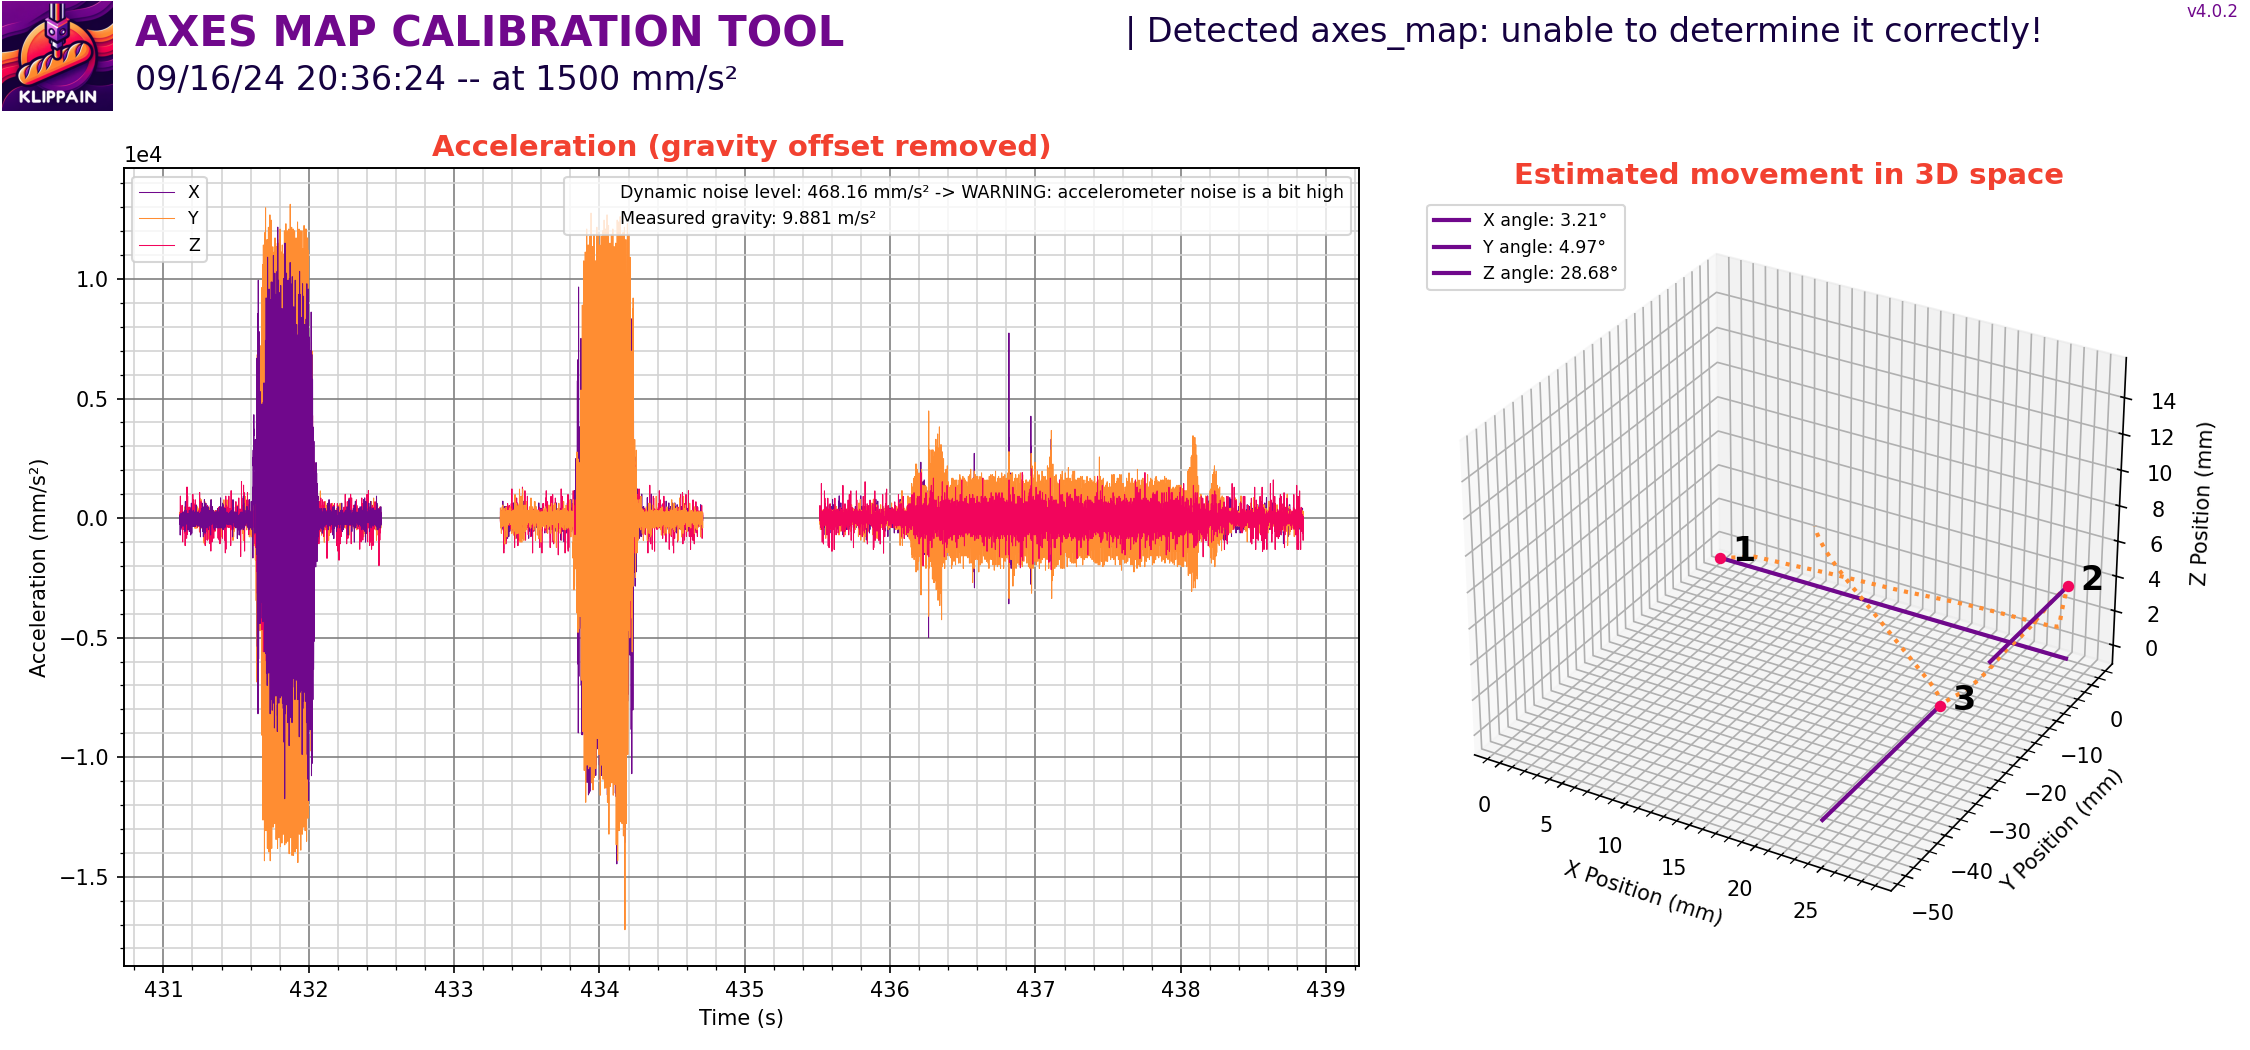 KLIPPAIN
AXES MAP CALIBRATION TOOL
09/16/24 20:36:24 -- at 1500 mm/s²
| Detected axes_map: unable to determine it correctly!
v4.0.2
Acceleration (gravity offset removed)
1e4
X
Y
Z
Dynamic noise level: 468.16 mm/s² -> WARNING: accelerometer noise is a bit high
Measured gravity: 9.881 m/s²
1.0
0.5
0.0
−0.5
−1.0
−1.5
Acceleration (mm/s²)
431 432 433 434 435 436 437 438 439
Time (s)
Estimated movement in 3D space
X angle: 3.21°
Y angle: 4.97°
Z angle: 28.68°
1
2
3
14
12
10
8
6
4
2
0
Z Position (mm)
0
−10
−20
−30
−40
−50
Y Position (mm)
0
5
10
15
20
25
X Position (mm)